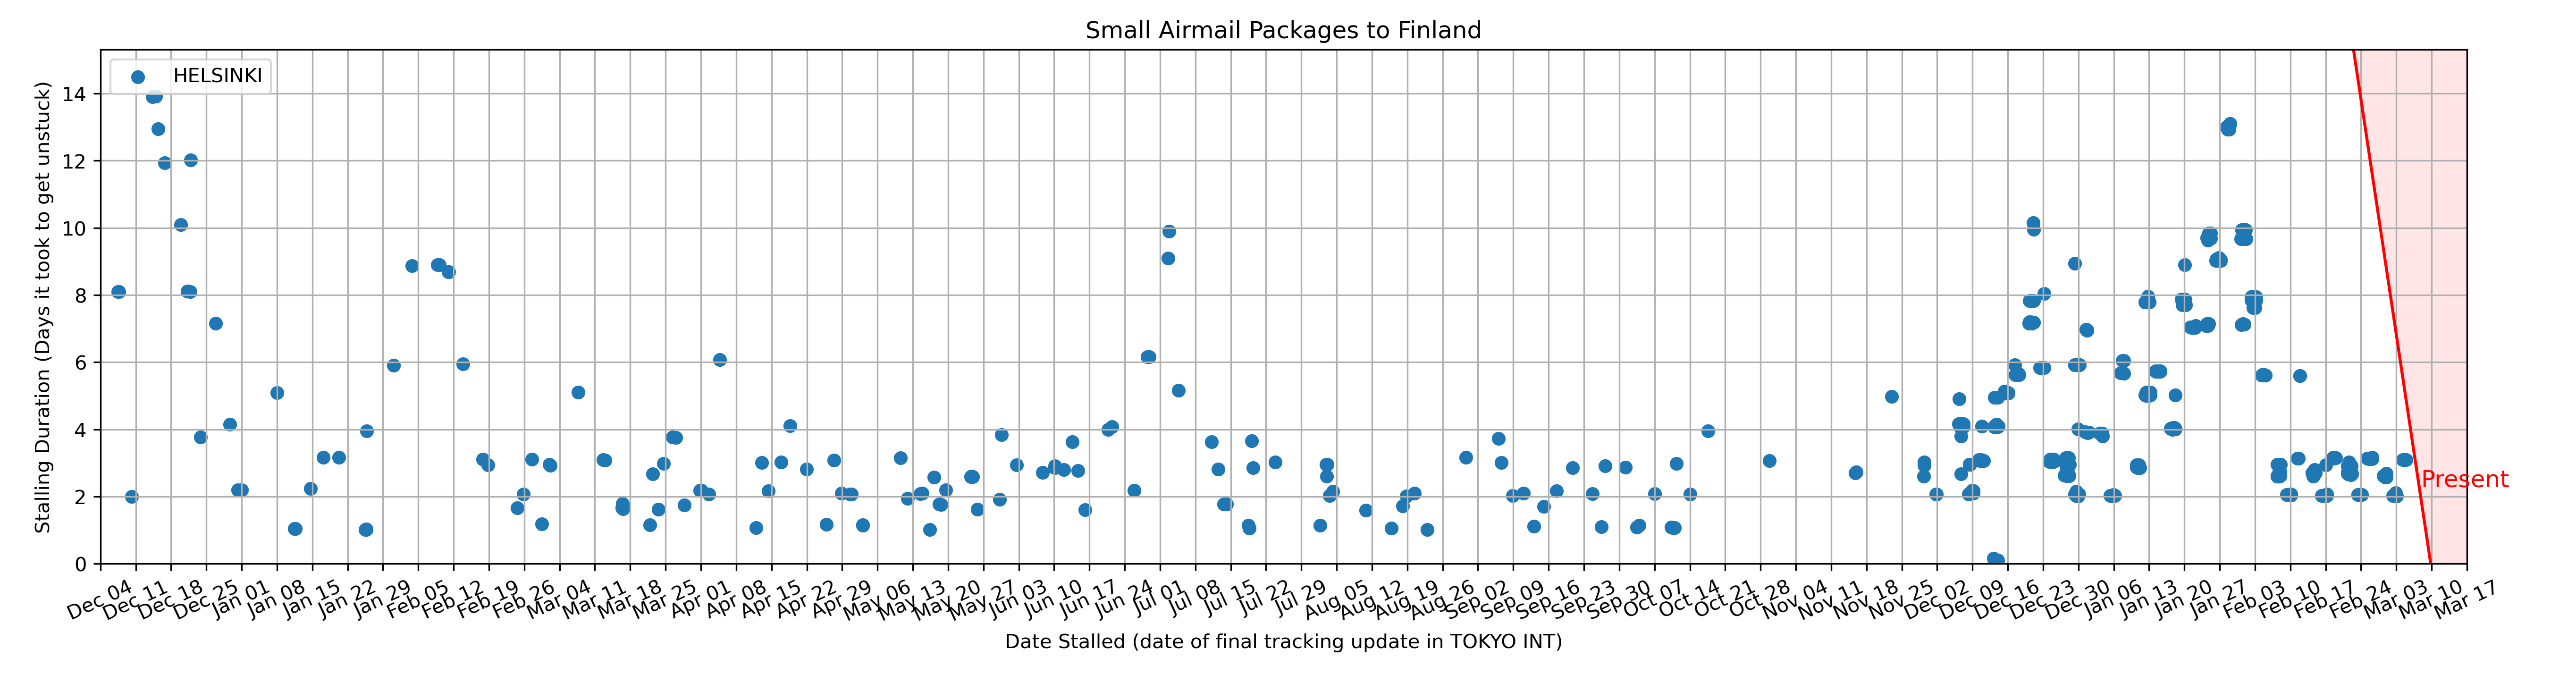 Small Airmail Packages to Finland
HELSINKI
Stalling Duration (Days it took to get unstuck)
14
12
10
8
6
4
2
0
Present
Dec 04
Dec 11
Dec 18
Dec 25
Jan 01
Jan 08
Jan 15
Jan 22
Jan 29
Feb 05
Feb 12
Feb 19
Feb 26
Mar 04
Mar 11
Mar 18
Mar 25
Apr 01
Apr 08
Apr 15
Apr 22
Apr 29
May 06
May 13
May 20
May 27
Jun 03
Jun 10
Jun 17
Jun 24
Jul 01
Jul 08
Jul 15
Jul 22
Jul 29
Aug 05
Aug 12
Aug 19
Aug 26
Sep 02
Sep 09
Sep 16
Sep 23
Sep 30
Oct 07
Oct 14
Oct 21
Oct 28
Nov 04
Nov 11
Nov 18
Nov 25
Dec 02
Dec 09
Dec 16
Dec 23
Dec 30
Jan 06
Jan 13
Jan 20
Jan 27
Feb 03
Feb 10
Feb 17
Feb 24
Mar 03
Mar 10
Mar 17
Date Stalled (date of final tracking update in TOKYO INT)